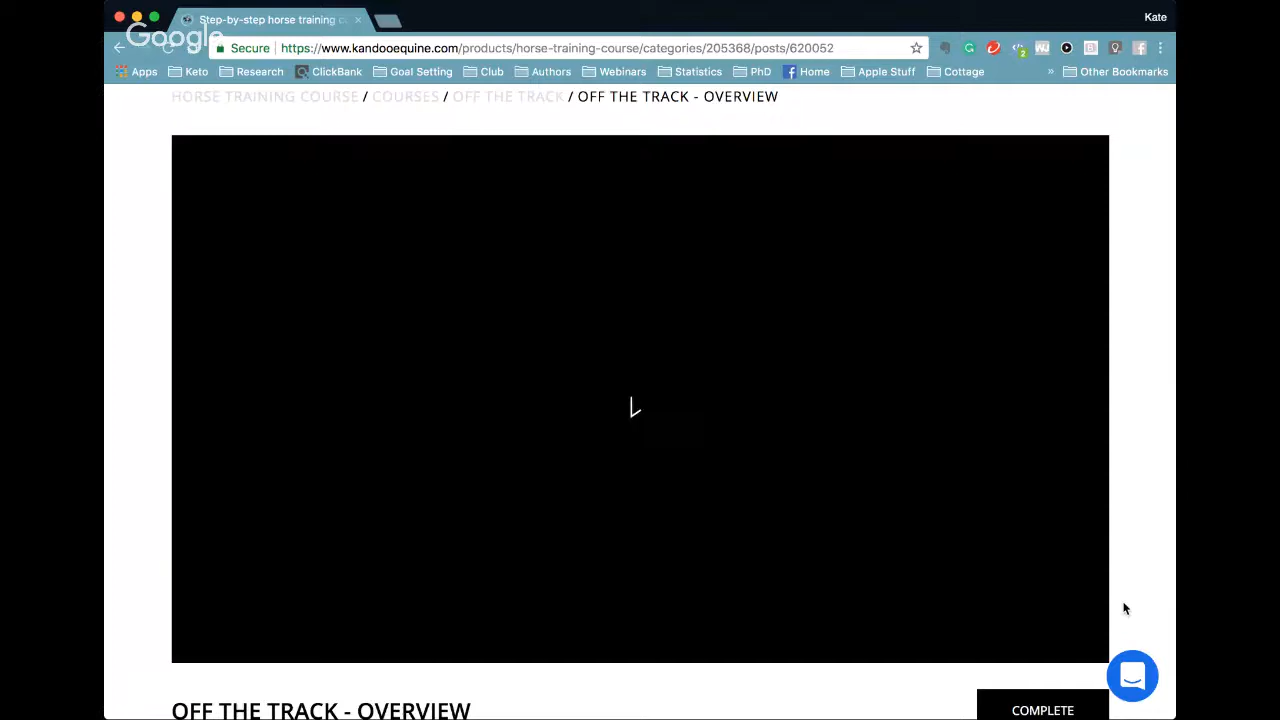 Step-by-step horse training c
Kate
Google
Secure https://www.kandooequine.com/products/horse-training-course/categories/205368/posts/620052
Apps Keto Research ClickBank Goal Setting Club Authors Webinars Statistics PhD Home Apple Stuff Cottage » Other Bookmarks
HORSE TRAINING COURSE / COURSES / OFF THE TRACK / OFF THE TRACK - OVERVIEW
OFF THE TRACK - OVERVIEW
COMPLETE